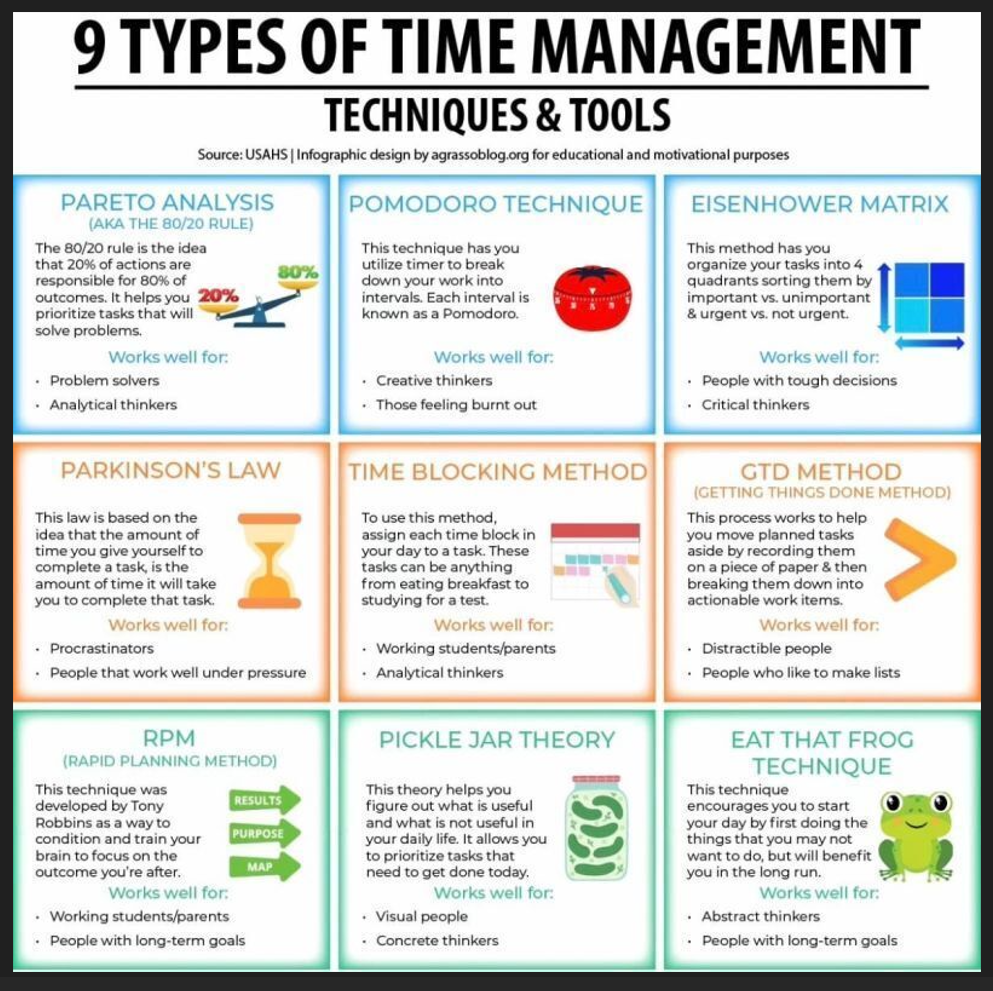 9 TYPES OF TIME MANAGEMENT
TECHNIQUES & TOOLS
Source: USAHS | Infographic design by agrassoblog.org for educational and motivational purposes
PARETO ANALYSIS
(AKA THE 80/20 RULE)
The 80/20 rule is the idea
that 20% of actions are
responsible for 80% of
outcomes. It helps you
prioritize tasks that will
solve problems.
20%
80%
Works well for:
· Problem solvers
· Analytical thinkers
POMODORO TECHNIQUE
This technique has you
utilize timer to break
down your work into
intervals. Each interval is
known as a Pomodoro.
Works well for:
· Creative thinkers
· Those feeling burnt out
EISENHOWER MATRIX
This method has you
organize your tasks into 4
quadrants sorting them by
important vs. unimportant
& urgent vs. not urgent.
Works well for:
· People with tough decisions
· Critical thinkers
PARKINSON'S LAW
This law is based on the
idea that the amount of
time you give yourself to
complete a task, is the
amount of time it will take
you to complete that task.
Works well for:
· Procrastinators
· People that work well under pressure
TIME BLOCKING METHOD
To use this method,
assign each time block in
your day to a task. These
tasks can be anything
from eating breakfast to
studying for a test.
Works well for:
· Working students/parents
· Analytical thinkers
GTD METHOD
(GETTING THINGS DONE METHOD)
This process works to help
you move planned tasks
aside by recording them
on a piece of paper & then
breaking them down into
actionable work items.
Works well for:
· Distractible people
· People who like to make lists
RPM
(RAPID PLANNING METHOD)
This technique was
developed by Tony
Robbins as a way to
condition and train your
brain to focus on the
outcome you're after.
RESULTS
PURPOSE
MAP
Works well for:
· Working students/parents
· People with long-term goals
PICKLE JAR THEORY
This theory helps you
figure out what is useful
and what is not useful in
your daily life. It allows you
to prioritize tasks that
need to get done today.
Works well for:
· Visual people
· Concrete thinkers
EAT THAT FROG
TECHNIQUE
This technique
encourages you to start
your day by first doing the
things that you may not
want to do, but will benefit
you in the long run.
Works well for:
· Abstract thinkers
· People with long-term goals